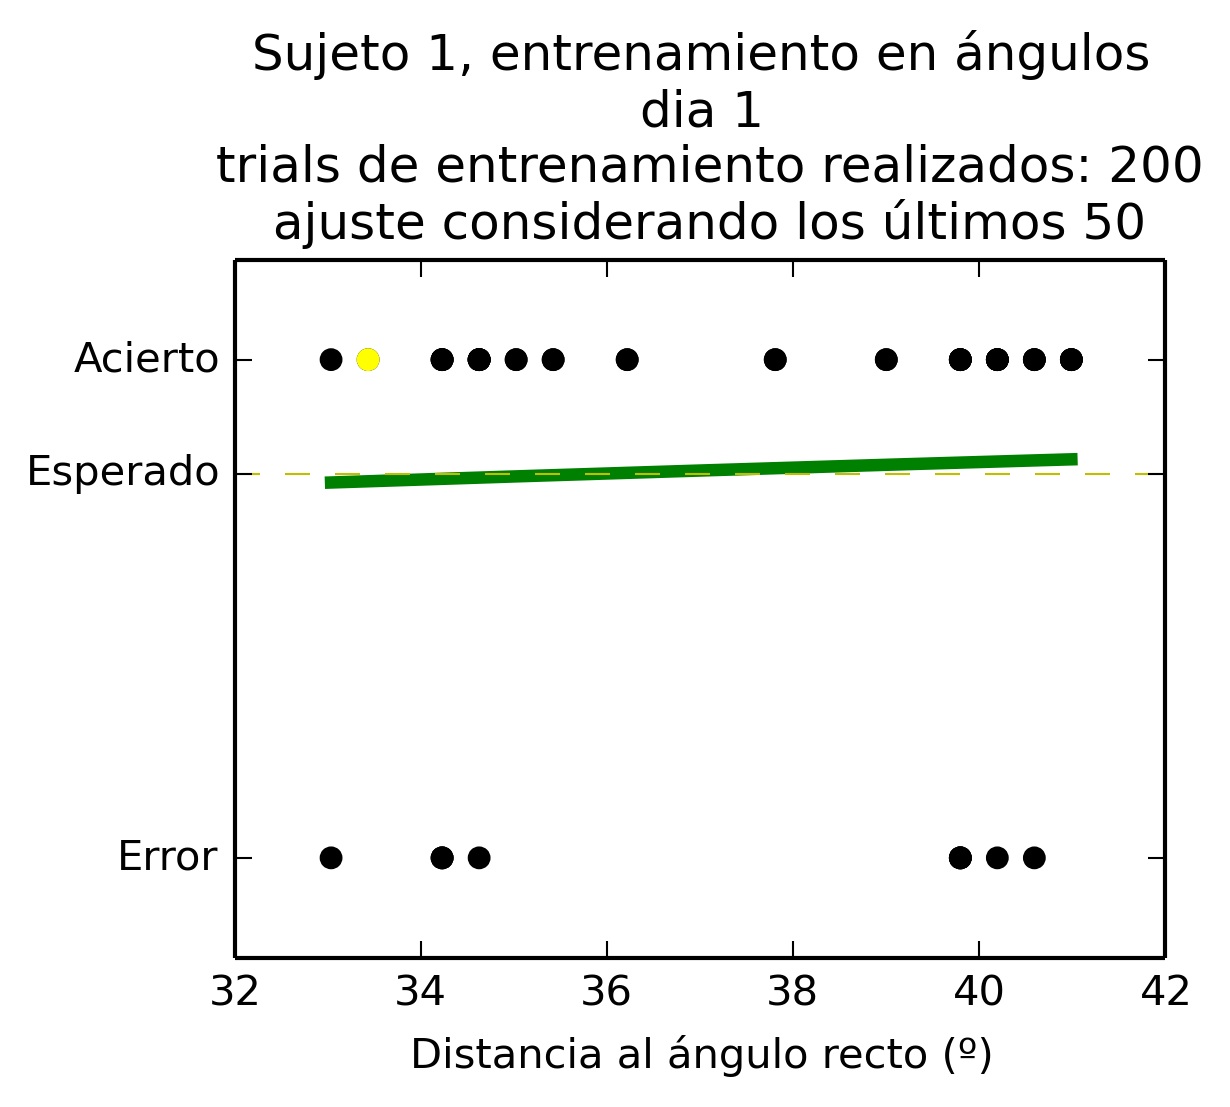 Sujeto 1, entrenamiento en ángulos
dia 1
trials de entrenamiento realizados: 200
ajuste considerando los últimos 50
Acierto
Esperado
Error
32 34 36 38 40 42
Distancia al ángulo recto (º)